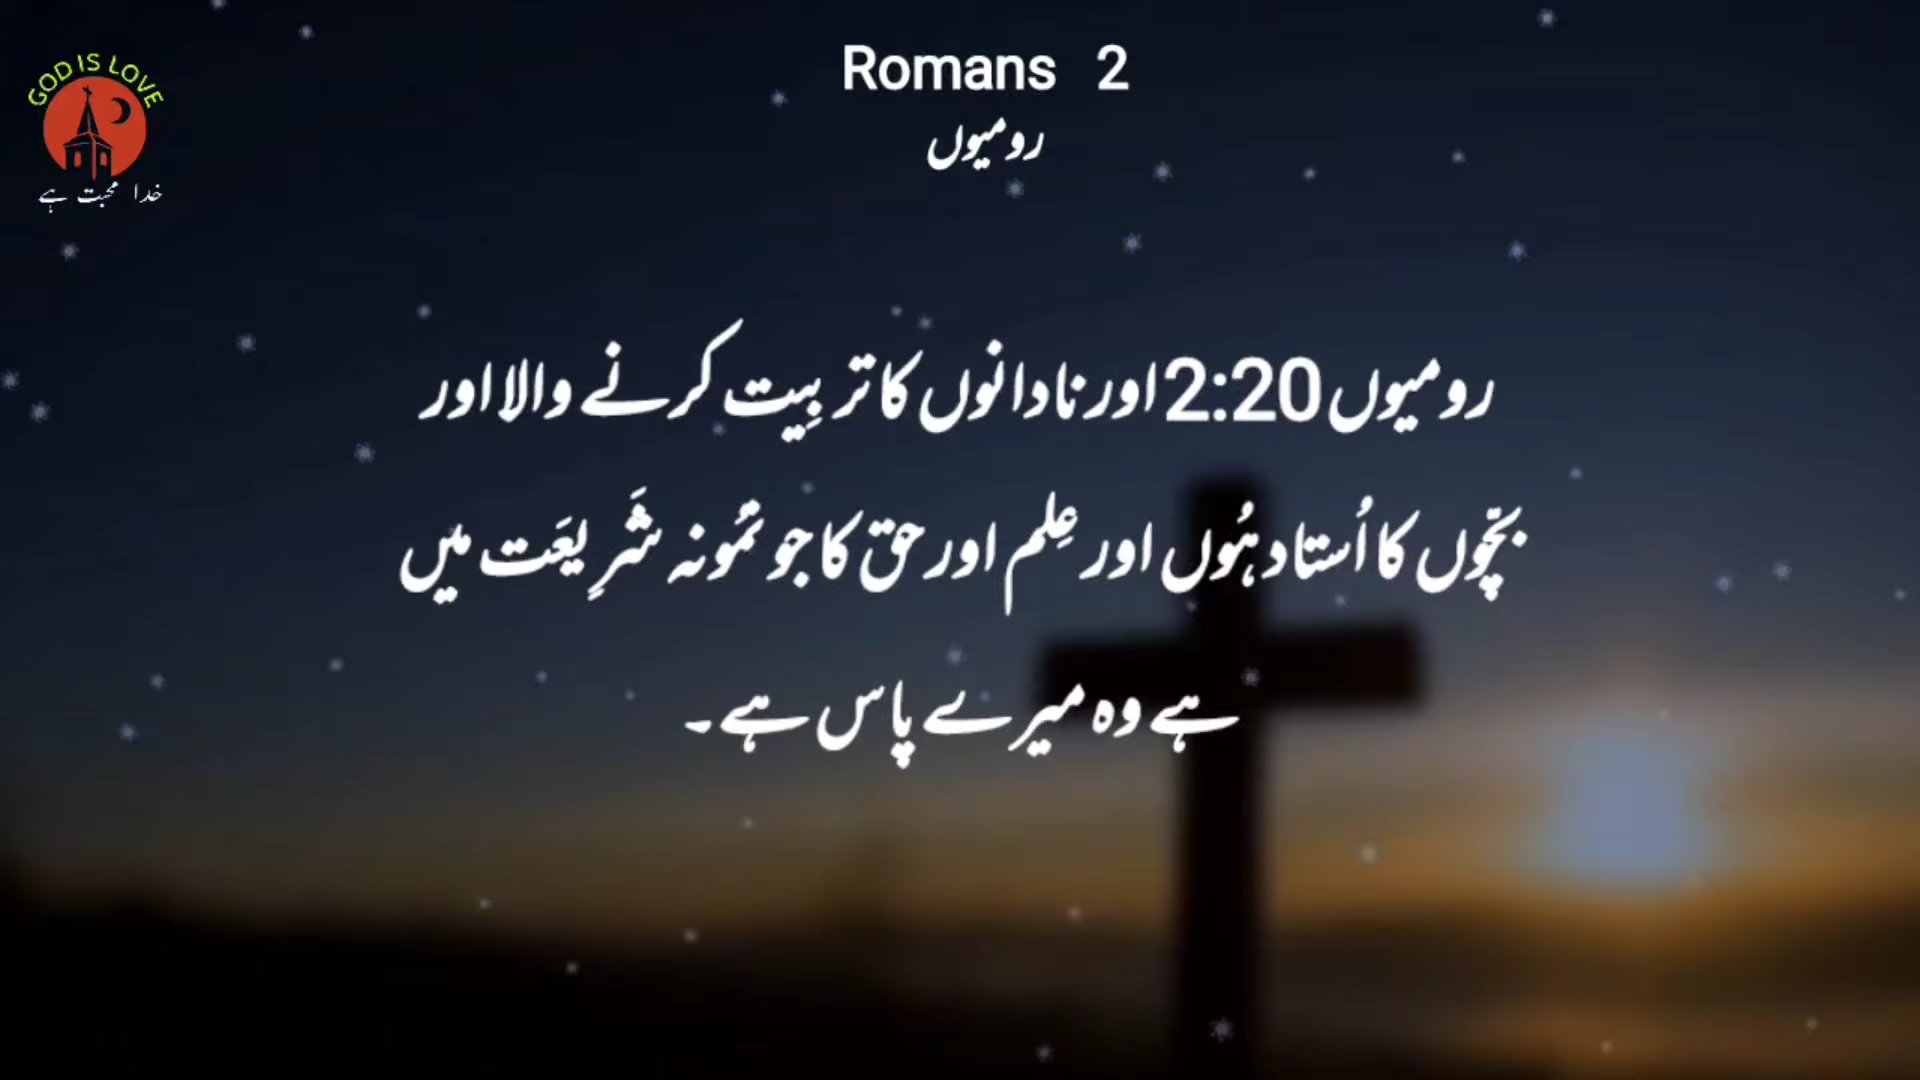 GOD IS LOVE
خدا محبت ہے
Romans 2
رومیوں
رومیوں 2:20 اور نادانوں کا تربِیت کرنے والا اور
بچّوں کا اُستاد ہُوں اور عِلم اور حق کا جو نمُونہ شَرِیعَت میں
ہے وہ میرے پاس ہے۔